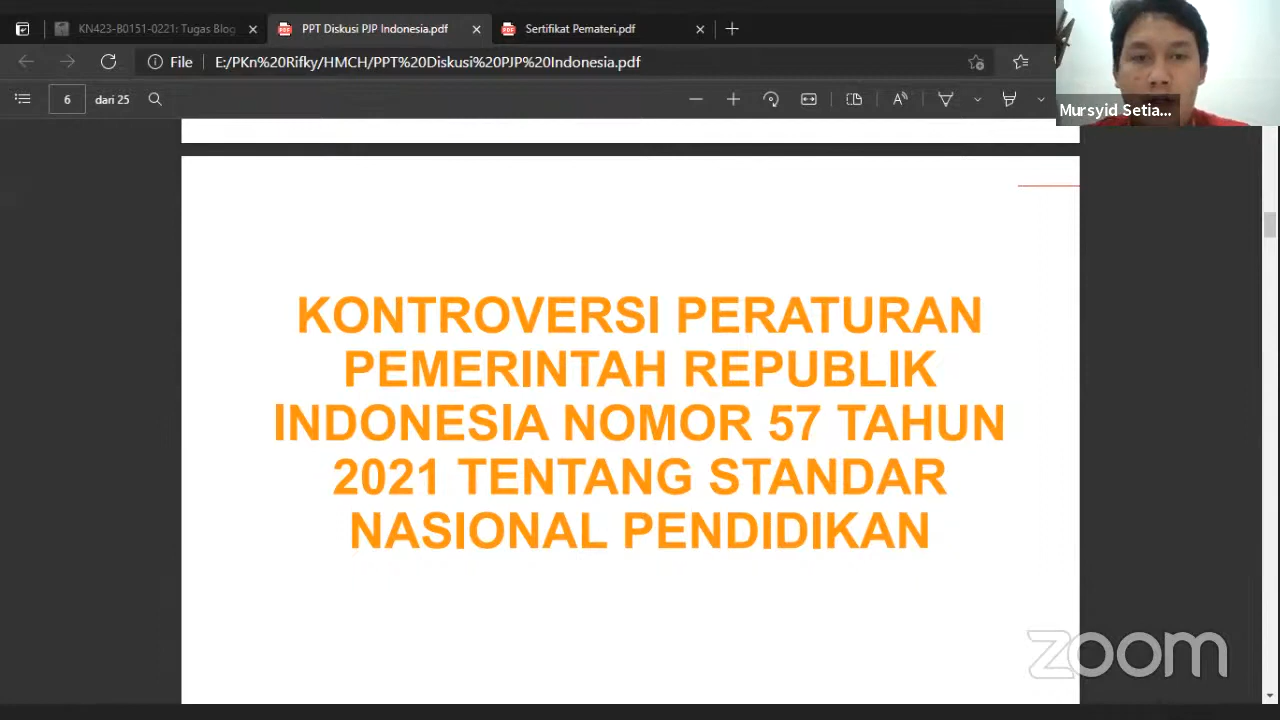 KN423-B0151-0221: Tugas Blog
PPT Diskusi PJP Indonesia.pdf
Sertifikat Pemateri.pdf
File
E:/PKn%20Rifky/HMCH/PPT%20Diskusi%20PJP%20Indonesia.pdf
6 dari 25
Mursyid Setia...
KONTROVERSI PERATURAN
PEMERINTAH REPUBLIK
INDONESIA NOMOR 57 TAHUN
2021 TENTANG STANDAR
NASIONAL PENDIDIKAN
zoom